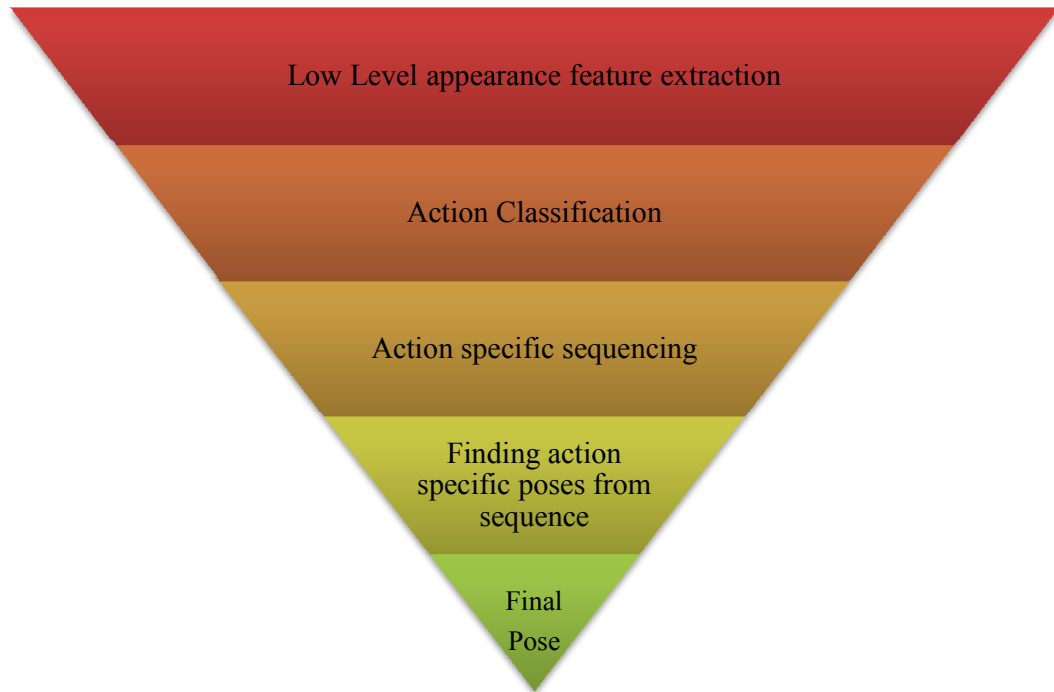 Low Level appearance feature extraction
Action Classification
Action specific sequencing
Finding action
specific poses from
sequence
Final
Pose